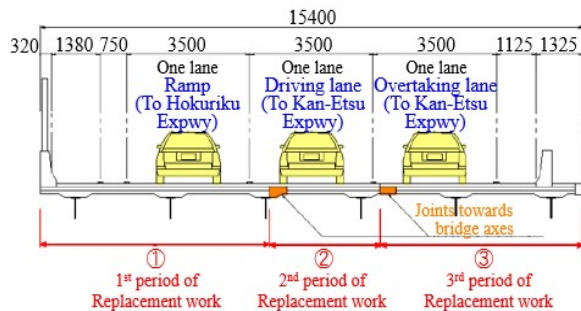 15400
320 1380 750 3500 3500 3500 1125 1325
One lane One lane One lane
Ramp Driving lane Overtaking lane
(To Hokuriku (To Kan-Etsu (To Kan-Etsu
Expwy) Expwy) Expwy)
Joints towards
bridge axes
① ② ③
1st period of 2nd period of 3rd period of
Replacement work Replacement work Replacement work